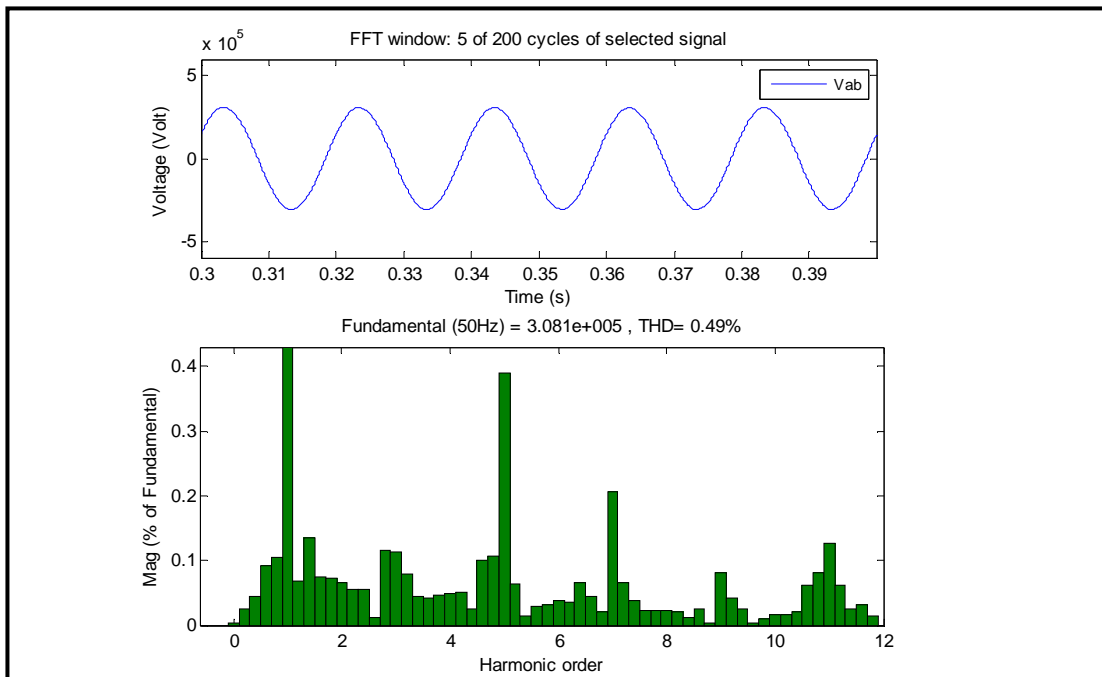 FFT window: 5 of 200 cycles of selected signal
x 10^5
5
0
-5
Voltage (Volt)
Vab
0.3 0.31 0.32 0.33 0.34 0.35 0.36 0.37 0.38 0.39
Time (s)
Fundamental (50Hz) = 3.081e+005 , THD= 0.49%
0.4
0.3
0.2
0.1
0
Mag (% of Fundamental)
0 2 4 6 8 10 12
Harmonic order